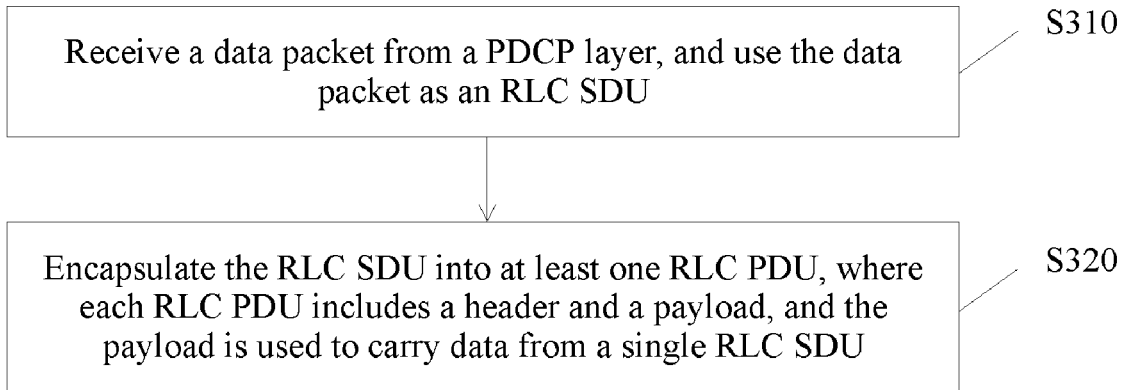 Receive a data packet from a PDCP layer, and use the data
packet as an RLC SDU
S310
Encapsulate the RLC SDU into at least one RLC PDU, where
each RLC PDU includes a header and a payload, and the
payload is used to carry data from a single RLC SDU
S320